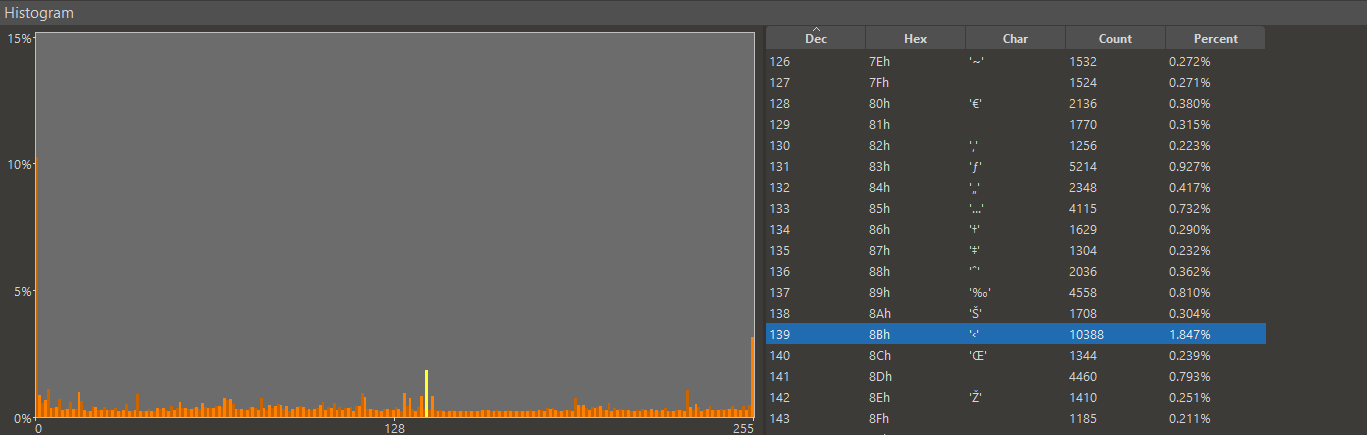 Histogram
15%
10%
5%
0%
0 128 255
Dec Hex Char Count Percent
126 7Eh '~' 1532 0.272%
127 7Fh 1524 0.271%
128 80h '€' 2136 0.380%
129 81h 1770 0.315%
130 82h '‚' 1256 0.223%
131 83h 'ƒ' 5214 0.927%
132 84h '„' 2348 0.417%
133 85h '…' 4115 0.732%
134 86h '†' 1629 0.290%
135 87h '‡' 1304 0.232%
136 88h 'ˆ' 2036 0.362%
137 89h '‰' 4558 0.810%
138 8Ah 'Š' 1708 0.304%
139 8Bh '‹' 10388 1.847%
140 8Ch 'Œ' 1344 0.239%
141 8Dh 4460 0.793%
142 8Eh 'Ž' 1410 0.251%
143 8Fh 1185 0.211%